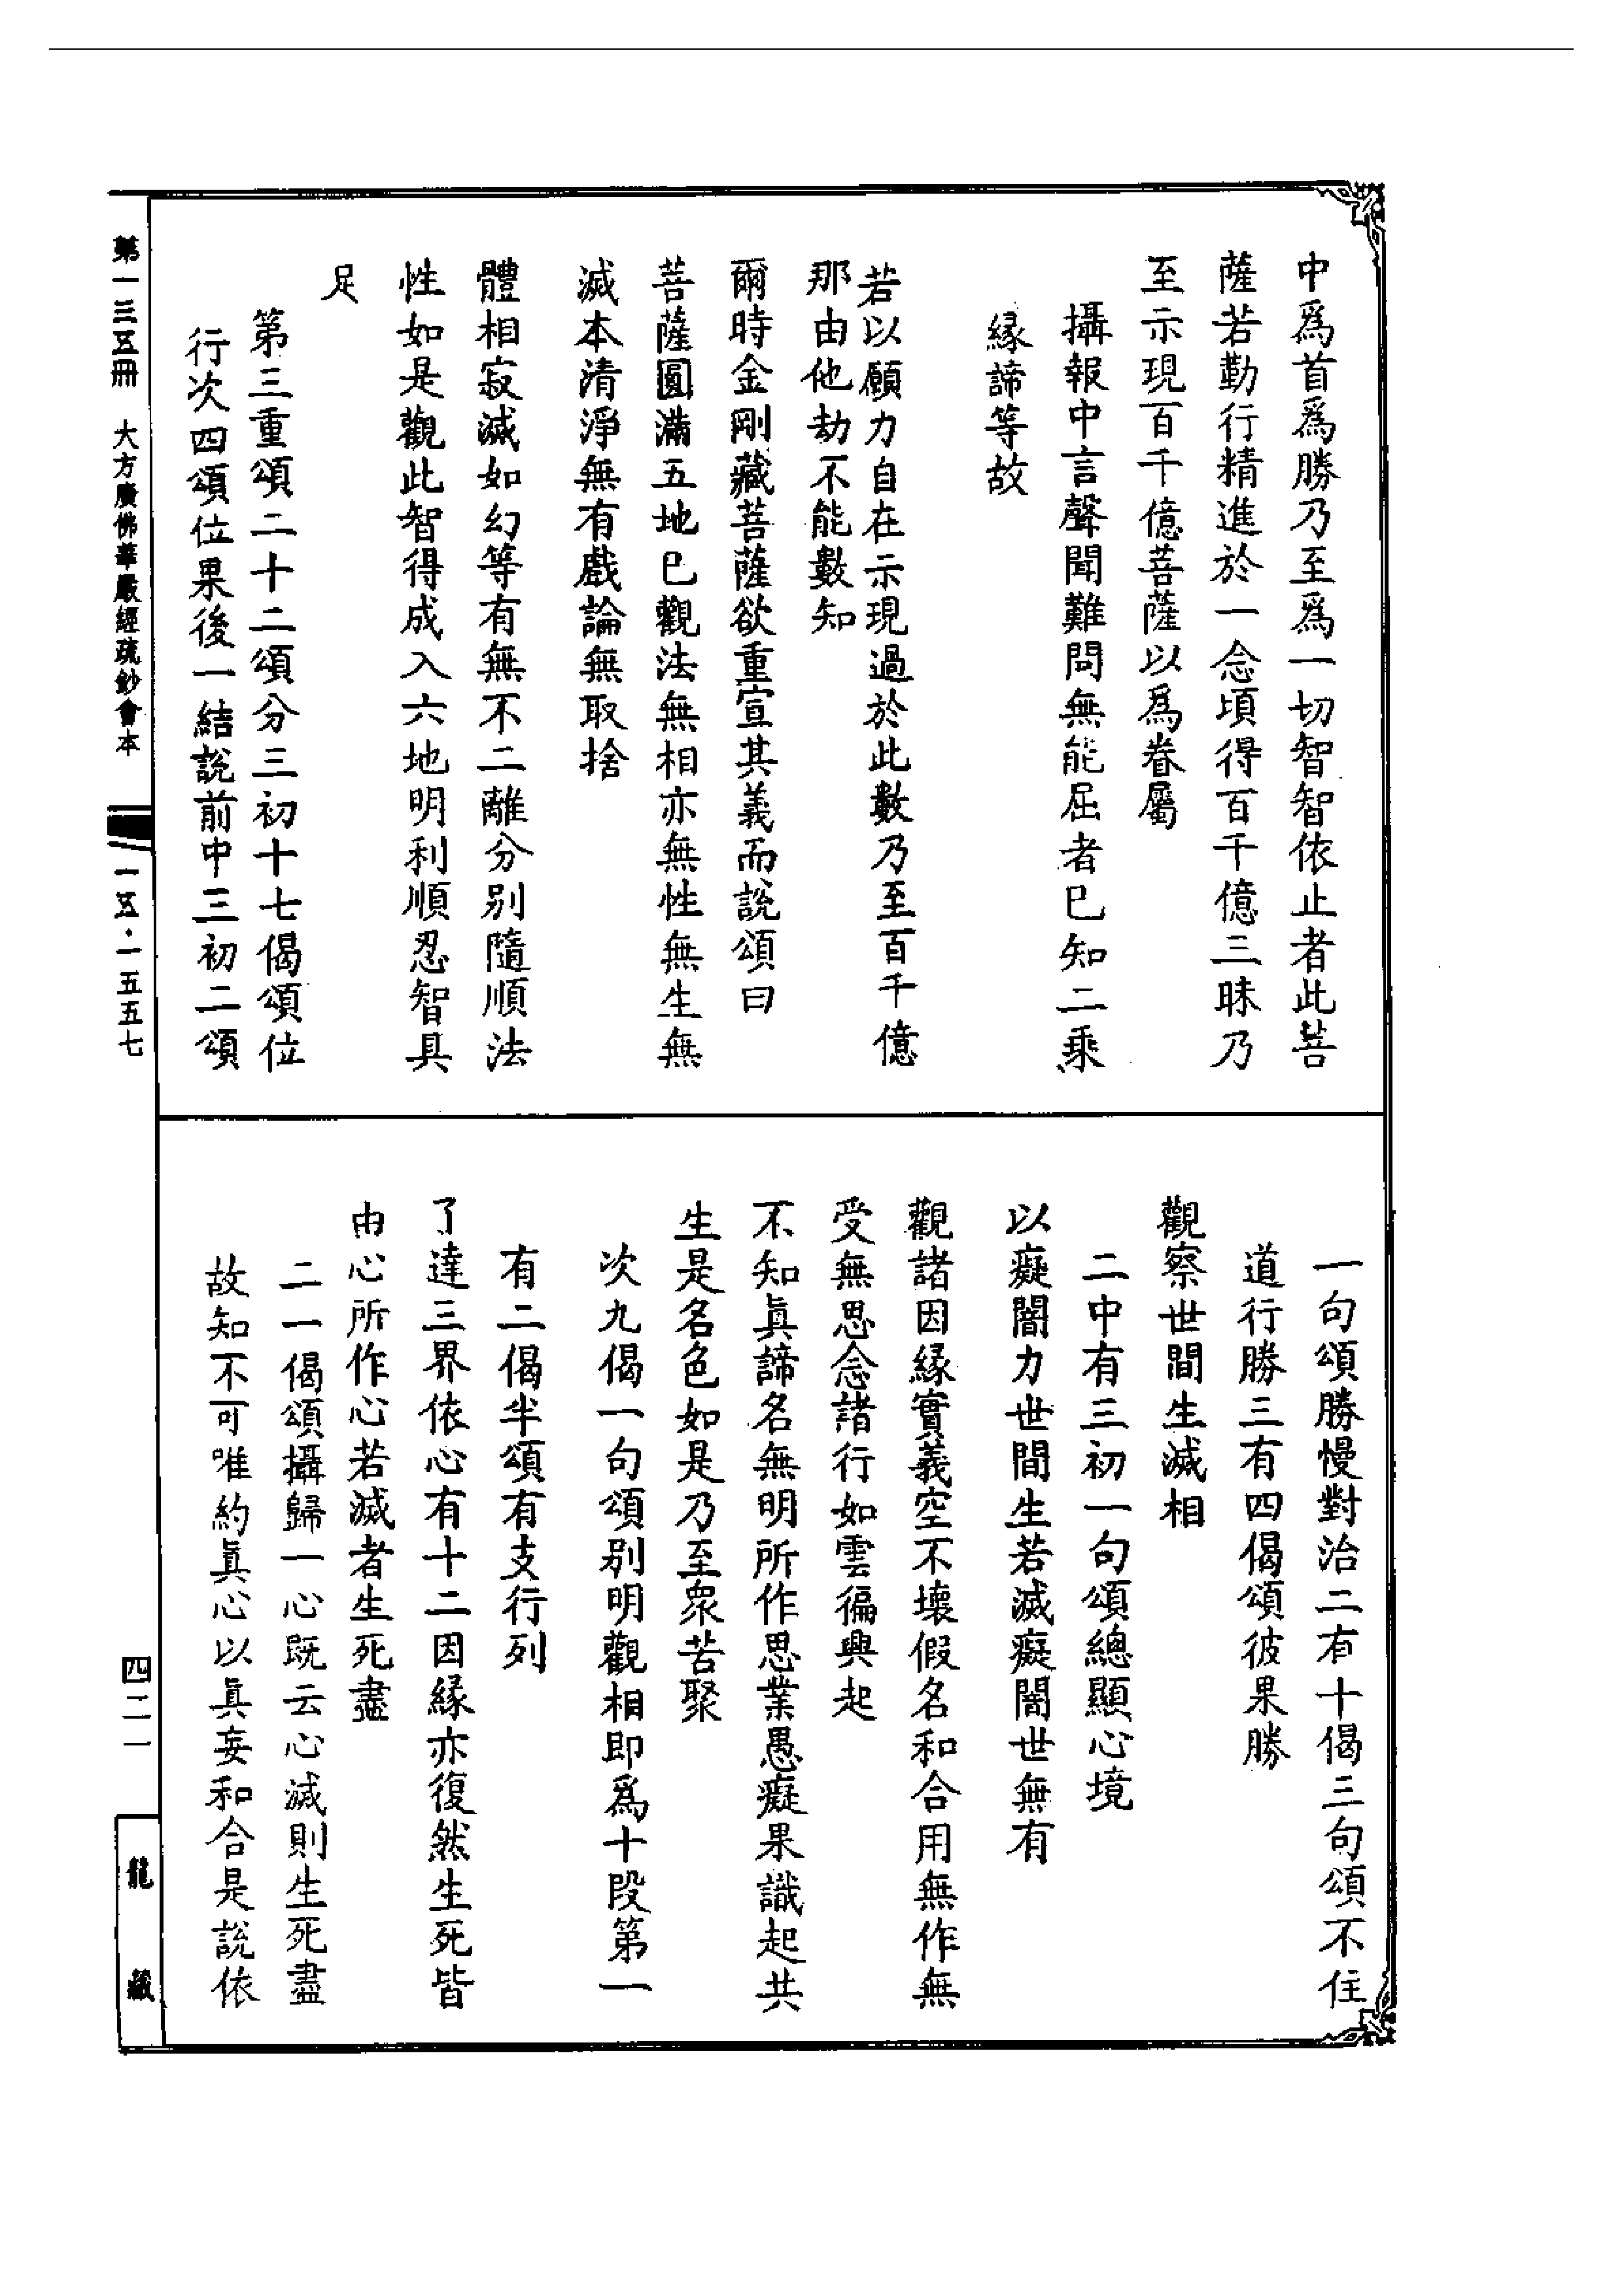 中爲首爲勝乃至爲一切智智依止者此菩
薩若勤行精進於一念頃得百千億三昧乃
至示現百千億菩薩以爲眷屬
攝報中言聲聞難問無能屈者已知二乘
緣諦等故
若以願力自在示現過於此數乃至百千億
那由他劫不能數知
爾時金剛藏菩薩欲重宣其義而説頌曰
菩薩圓滿五地已觀法無相亦無性無生無
滅本清淨無有戲論無取捨
體相寂滅如幻等有無不二離分别隨順法
性如是觀此智得成入六地明利順忍智具
足
第三重頌二十二頌分三初十七偈頌位
行次四頌位果後一結説前中三初二頌
一句頌勝慢對治二有十偈三句頌不住
道行勝三有四偈頌彼果勝
觀察世間生滅相
二中有三初一句頌總顯心境
以癡闇力世間生若滅癡闇世無有
觀諸因緣實義空不壞假名和合用無作無
受無思念諸行如雲徧興起
不知眞諦名無明所作思業愚癡果識起共
生是名色如是乃至衆苦聚
次九偈一句頌别明觀相即爲十段第一
有二偈半頌有支行列
了達三界依心有十二因緣亦復然生死皆
由心所作心若滅者生死盡
二一偈頌攝歸一心既云心滅則生死盡
故知不可唯約眞心以眞妄和合是説依
第一三五冊　大方廣佛華嚴經疏鈔會本
一五·一五五七
四二一
龍藏